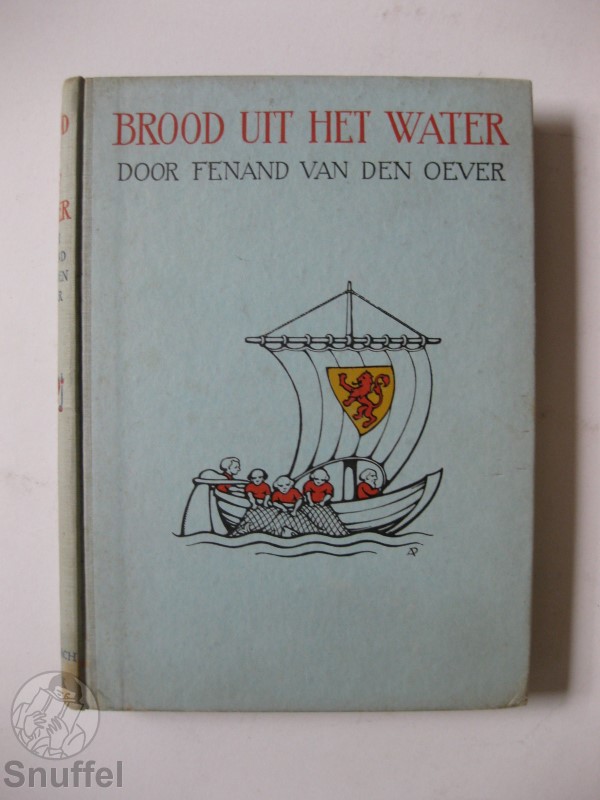 BROOD UIT HET WATER
DOOR FENAND VAN DEN OEVER
Snuffel